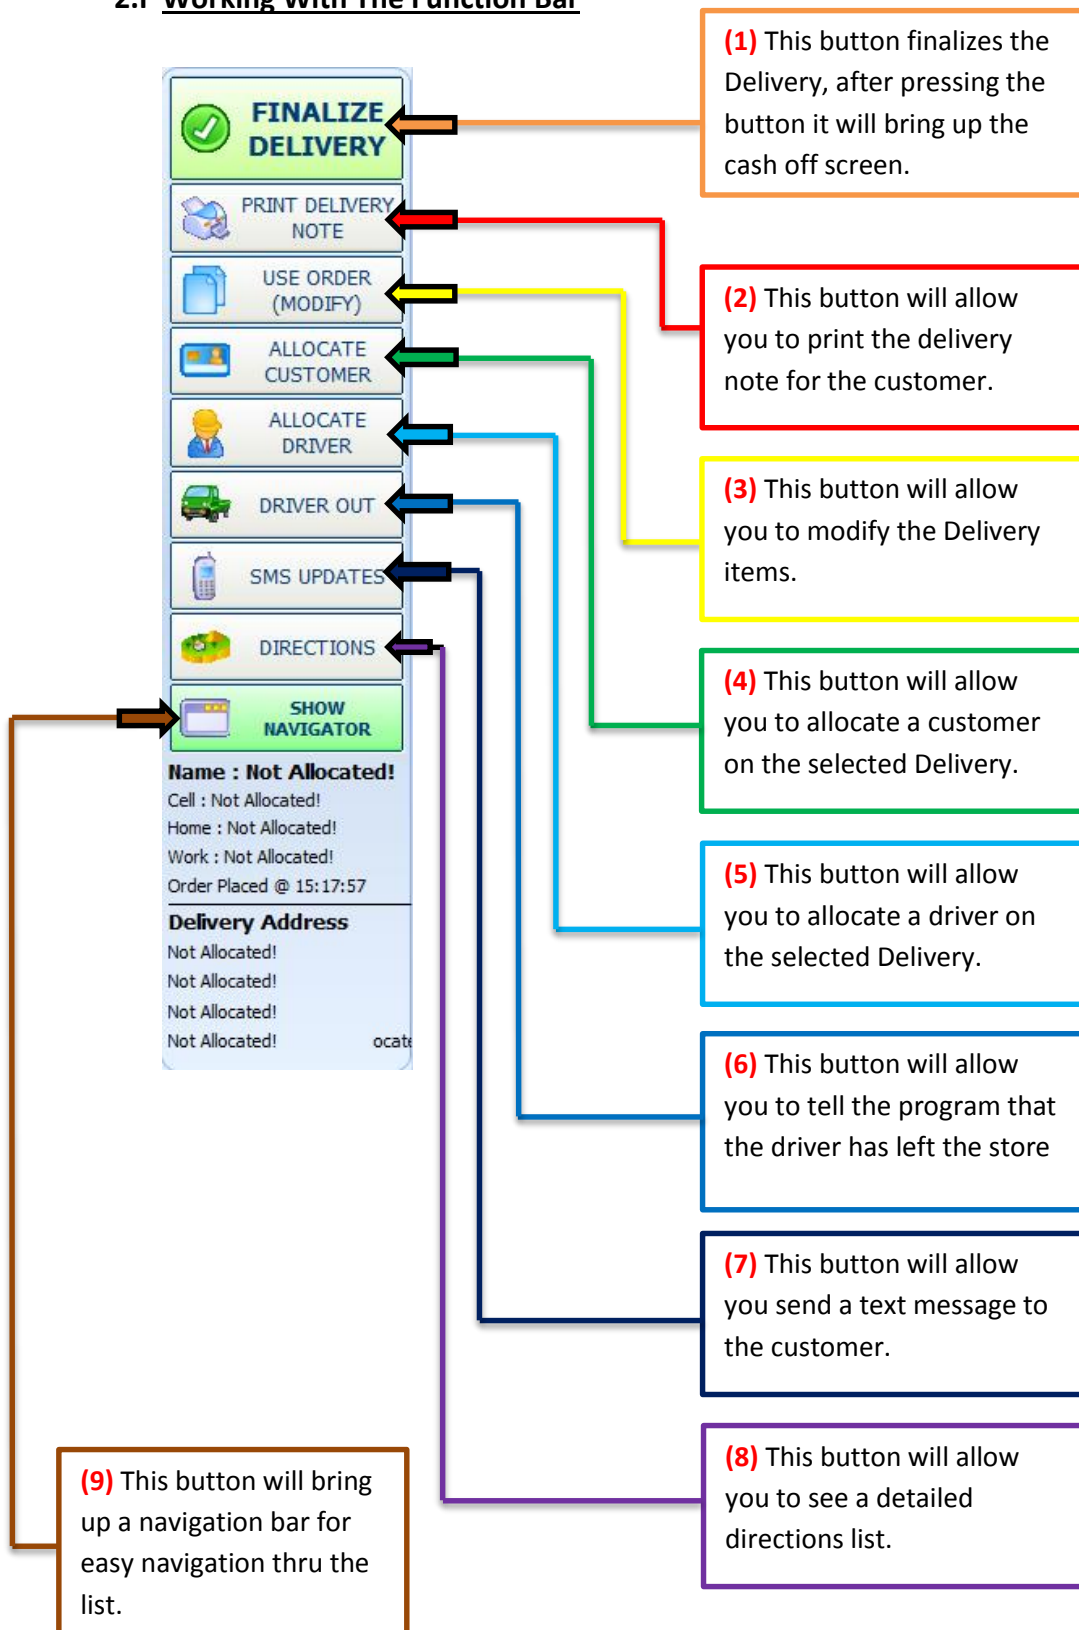 Working With The Function Bar
FINALIZE
DELIVERY
PRINT DELIVERY
NOTE
USE ORDER
(MODIFY)
ALLOCATE
CUSTOMER
ALLOCATE
DRIVER
DRIVER OUT
SMS UPDATES
DIRECTIONS
SHOW
NAVIGATOR
Name : Not Allocated!
Cell : Not Allocated!
Home : Not Allocated!
Work : Not Allocated!
Order Placed @ 15:17:57
Delivery Address
Not Allocated!
Not Allocated!
Not Allocated!
Not Allocated! ocate
(1) This button finalizes the
Delivery, after pressing the
button it will bring up the
cash off screen.
(2) This button will allow
you to print the delivery
note for the customer.
(3) This button will allow
you to modify the Delivery
items.
(4) This button will allow
you to allocate a customer
on the selected Delivery.
(5) This button will allow
you to allocate a driver on
the selected Delivery.
(6) This button will allow
you to tell the program that
the driver has left the store
(7) This button will allow
you send a text message to
the customer.
(8) This button will allow
you to see a detailed
directions list.
(9) This button will bring
up a navigation bar for
easy navigation thru the
list.